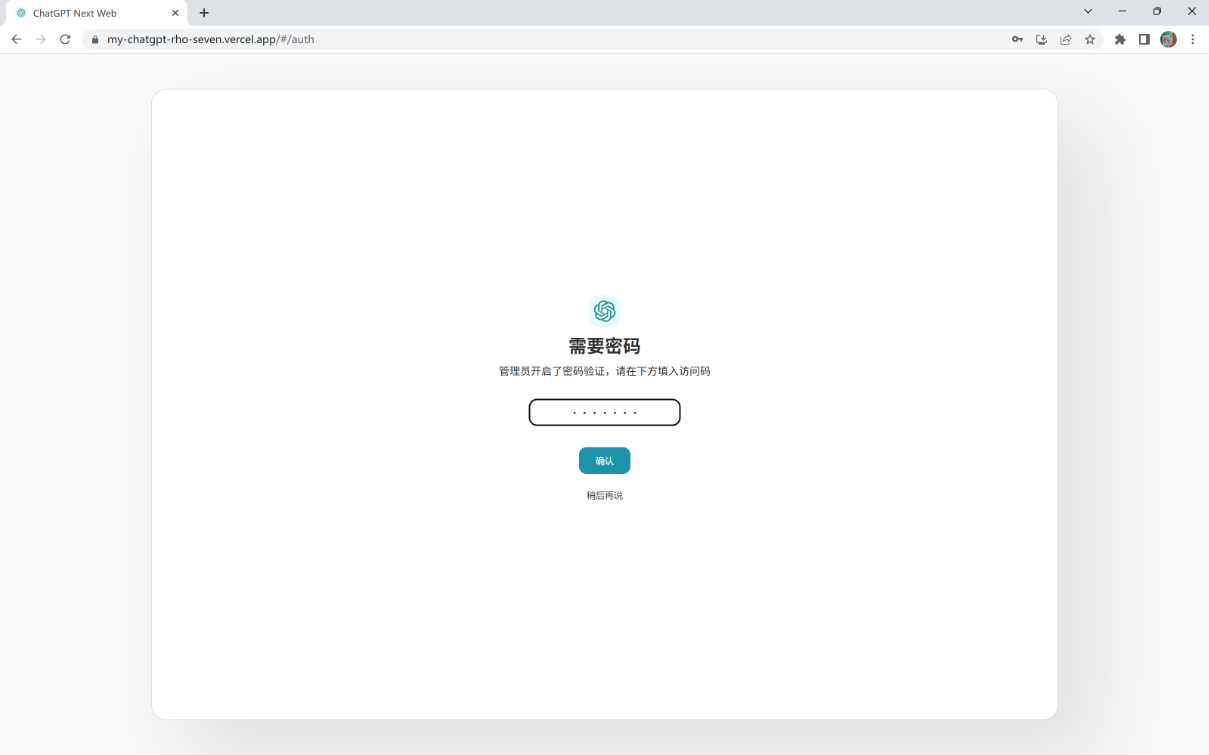 ChatGPT Next Web
my-chatgpt-rho-seven.vercel.app/#/auth
需要密码
管理员开启了密码验证，请在下方填入访问码
·······
确认
稍后再说